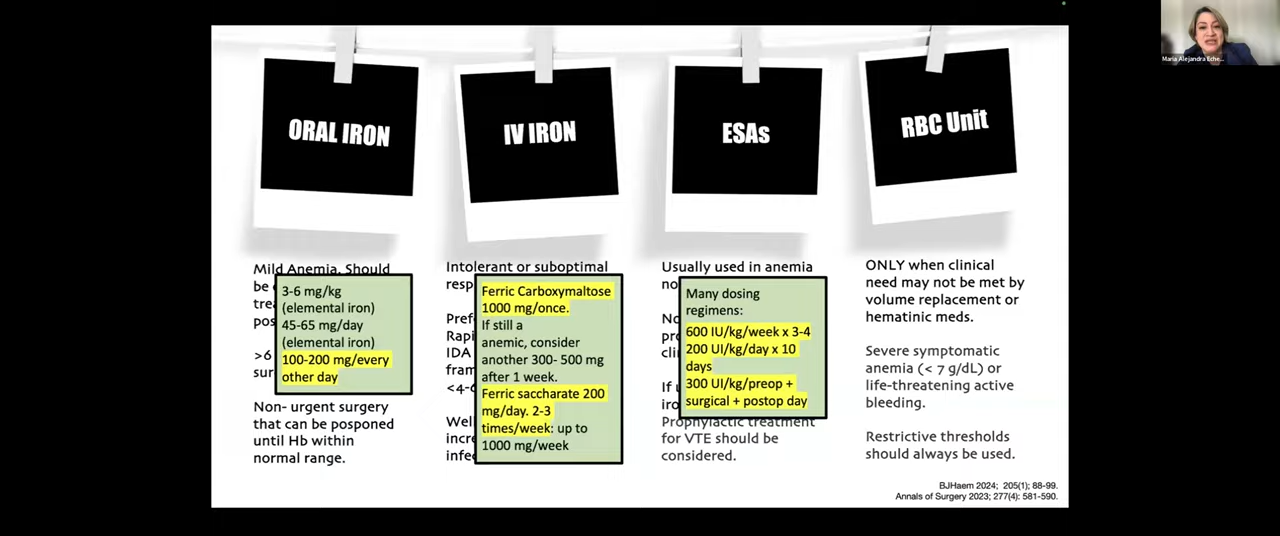 Maria Alejandra Eche...
ORAL IRON
IV IRON
ESAs
RBC Unit
Mild Anemia. Should
be
3-6 mg/kg
(elemental iron)
45-65 mg/day
(elemental iron)
100-200 mg/every
other day
Non- urgent surgery
that can be posponed
until Hb within
normal range.
Intolerant or suboptimal
Ferric Carboxymaltose
1000 mg/once.
If still a
anemic, consider
another 300- 500 mg
after 1 week.
Ferric saccharate 200
mg/day. 2-3
times/week: up to
1000 mg/week
Usually used in anemia
Many dosing
regimens:
600 IU/kg/week x 3-4
200 UI/kg/day x 10
days
300 UI/kg/preop +
surgical + postop day
Prophylactic treatment
for VTE should be
considered.
ONLY when clinical
need may not be met by
volume replacement or
hematinic meds.
Severe symptomatic
anemia (< 7 g/dL) or
life-threatening active
bleeding.
Restrictive thresholds
should always be used.
BJHaem 2024; 205(1); 88-99.
Annals of Surgery 2023; 277(4): 581-590.